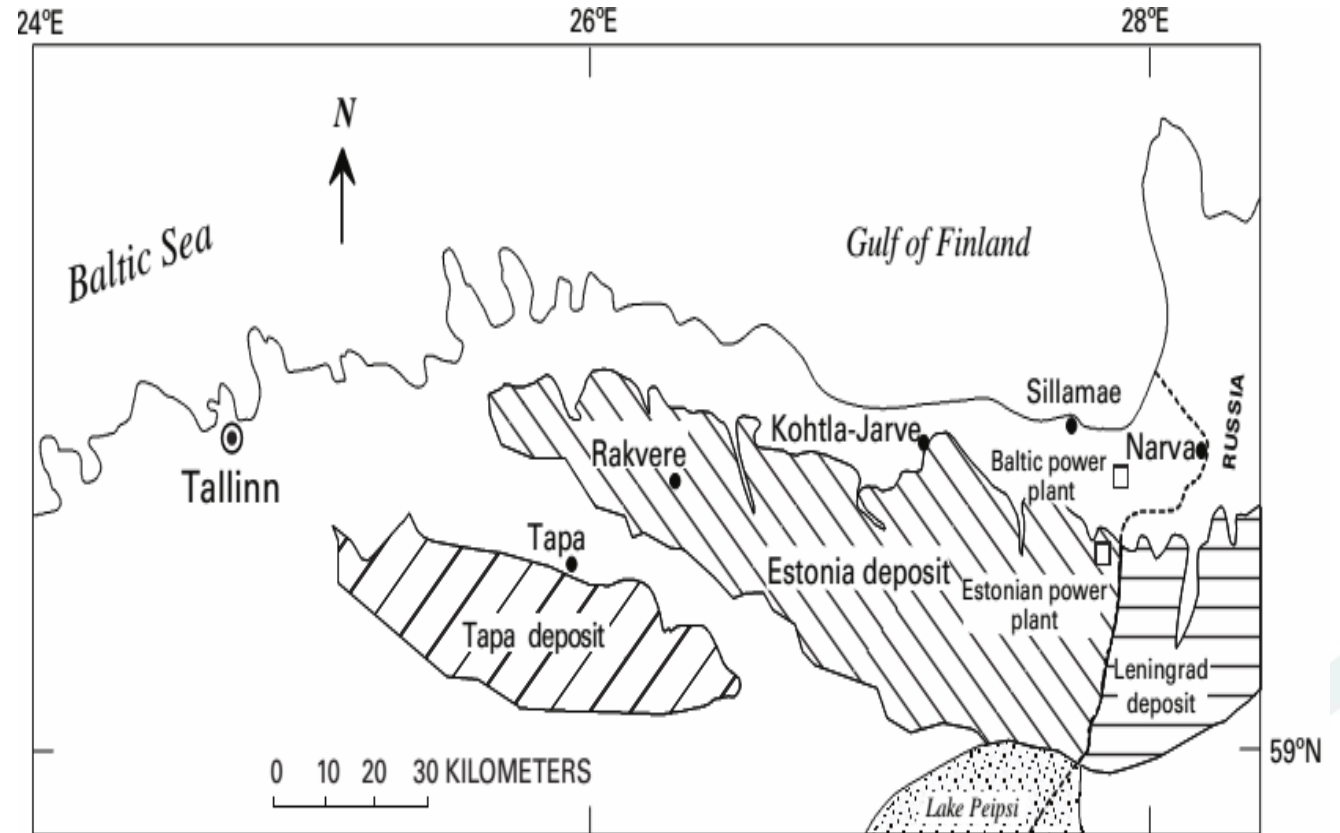 24ºE 26ºE 28ºE
N
Baltic Sea
Gulf of Finland
Sillamae
RUSSIA
Kohtla-Jarve
Narva
Rakvere
Baltic power
plant
Tallinn
Tapa
Estonia deposit
Estonian power
plant
Tapa deposit
Leningrad
deposit
59ºN
0 10 20 30 KILOMETERS
Lake Peipsi